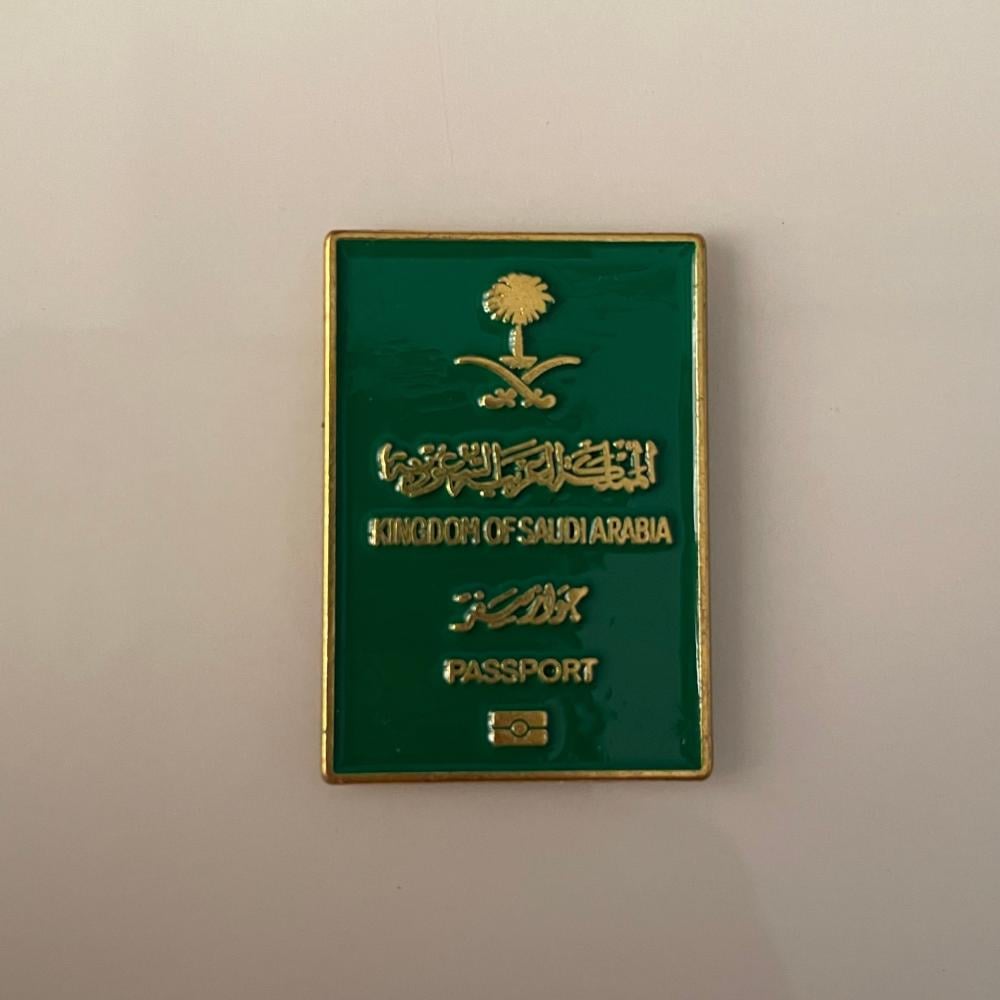 المملكة العربية السعودية
KINGDOM OF SAUDI ARABIA
جواز سفر
PASSPORT